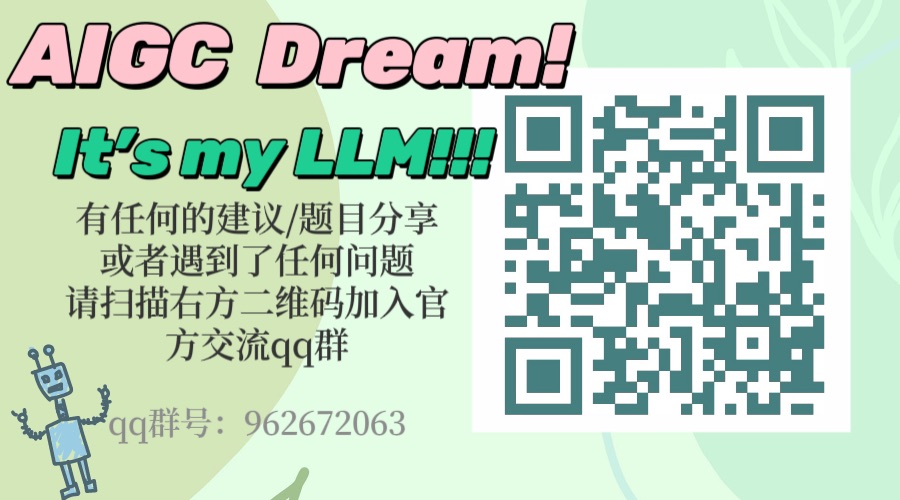 AIGC Dream!
It's my LLM!!!
有任何的建议/题目分享
或者遇到了任何问题
请扫描右方二维码加入官
方交流qq群
qq群号：962672063